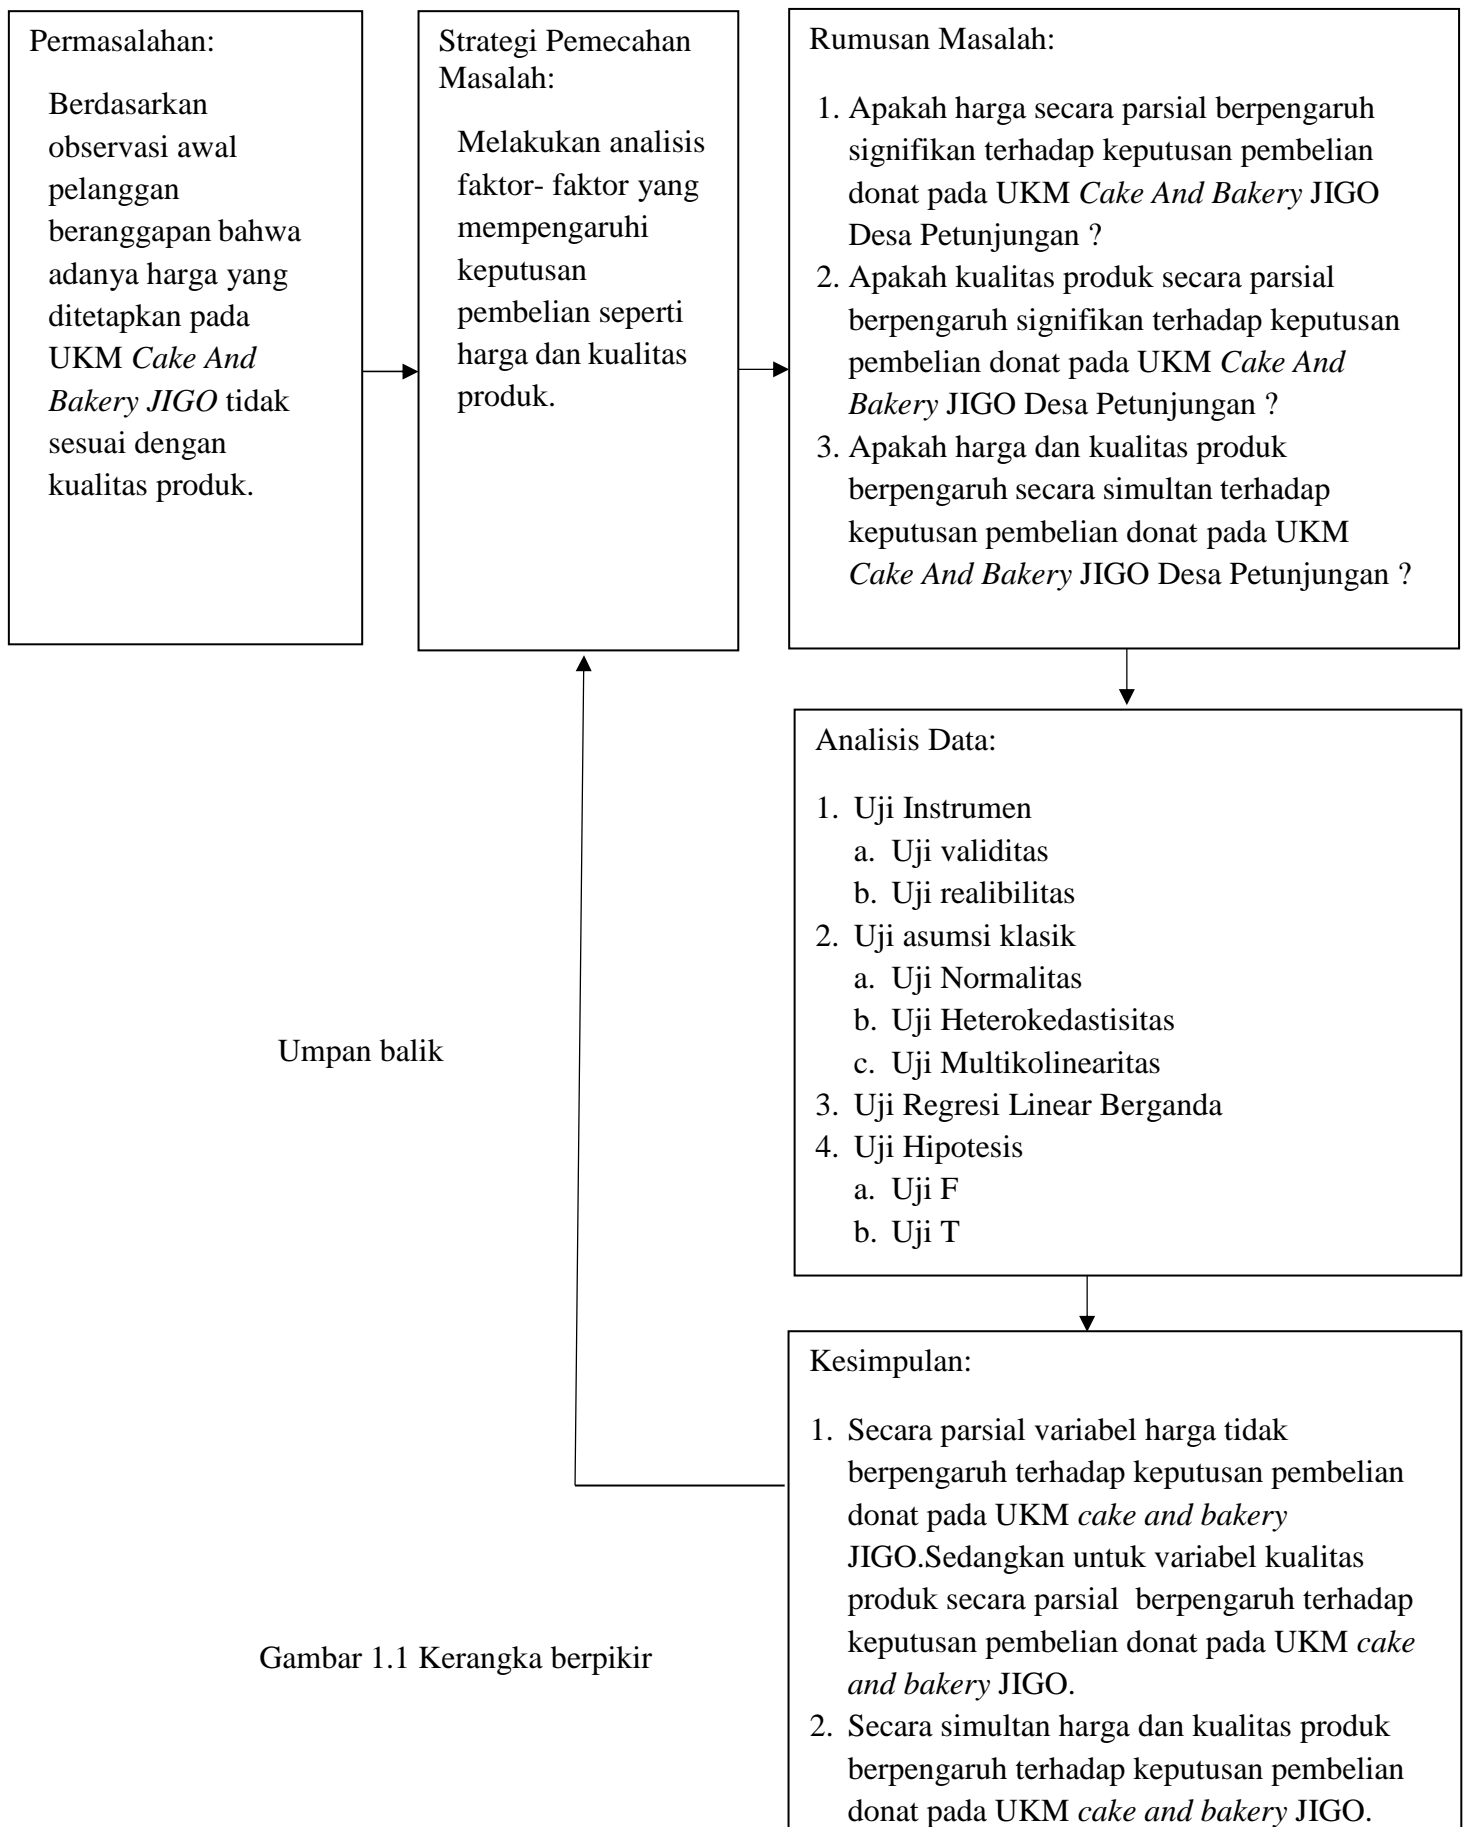 Permasalahan:
Berdasarkan
observasi awal
pelanggan
beranggapan bahwa
adanya harga yang
ditetapkan pada
UKM Cake And
Bakery JIGO tidak
sesuai dengan
kualitas produk.
Strategi Pemecahan
Masalah:
Melakukan analisis
faktor- faktor yang
mempengaruhi
keputusan
pembelian seperti
harga dan kualitas
produk.
Rumusan Masalah:
1. Apakah harga secara parsial berpengaruh
signifikan terhadap keputusan pembelian
donat pada UKM Cake And Bakery JIGO
Desa Petunjungan ?
2. Apakah kualitas produk secara parsial
berpengaruh signifikan terhadap keputusan
pembelian donat pada UKM Cake And
Bakery JIGO Desa Petunjungan ?
3. Apakah harga dan kualitas produk
berpengaruh secara simultan terhadap
keputusan pembelian donat pada UKM
Cake And Bakery JIGO Desa Petunjungan ?
Analisis Data:
1. Uji Instrumen
a. Uji validitas
b. Uji realibilitas
2. Uji asumsi klasik
a. Uji Normalitas
b. Uji Heterokedastisitas
c. Uji Multikolinearitas
3. Uji Regresi Linear Berganda
4. Uji Hipotesis
a. Uji F
b. Uji T
Umpan balik
Kesimpulan:
1. Secara parsial variabel harga tidak
berpengaruh terhadap keputusan pembelian
donat pada UKM cake and bakery
JIGO.Sedangkan untuk variabel kualitas
produk secara parsial berpengaruh terhadap
keputusan pembelian donat pada UKM cake
and bakery JIGO.
2. Secara simultan harga dan kualitas produk
berpengaruh terhadap keputusan pembelian
donat pada UKM cake and bakery JIGO.
Gambar 1.1 Kerangka berpikir